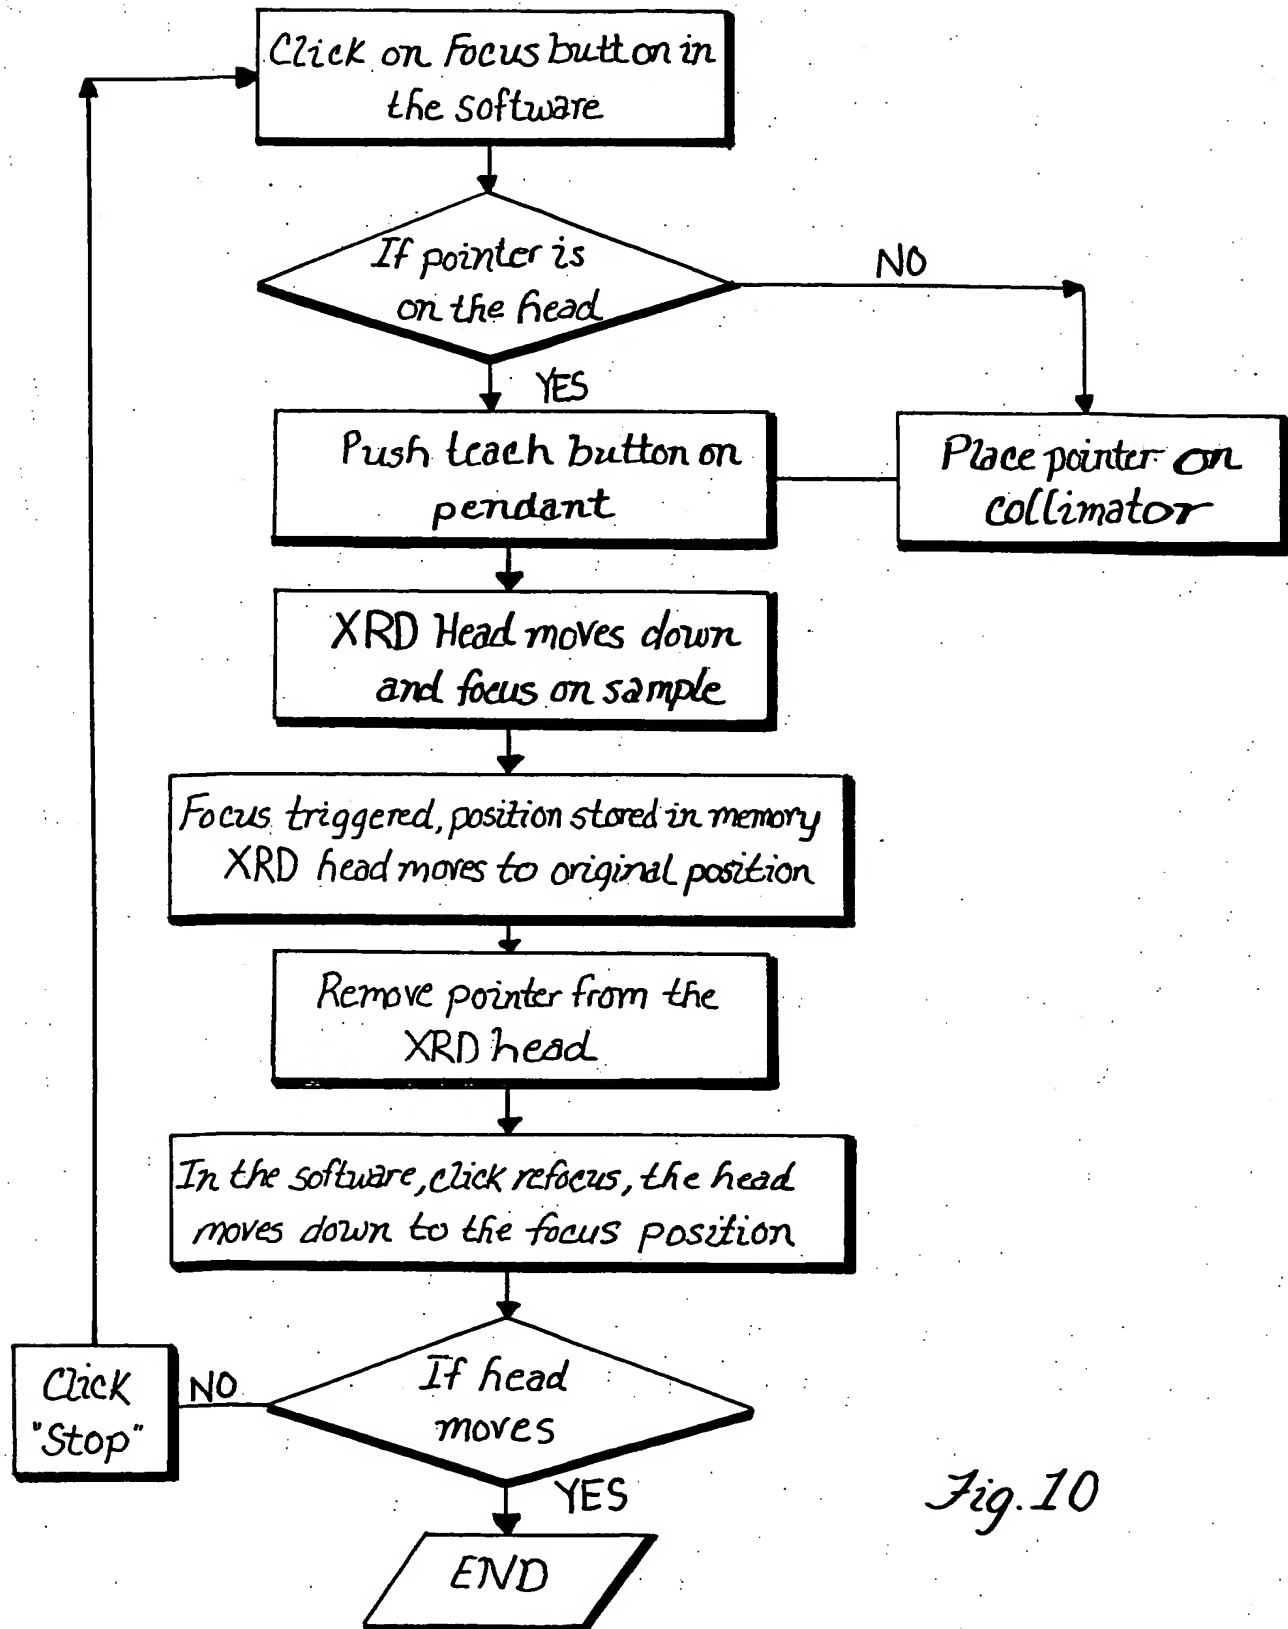 Click on Focus button in
the software
If pointer is
on the head
NO
YES
Push teach button on
pendant
Place pointer on
collimator
XRD Head moves down
and focus on sample
Focus triggered, position stored in memory
XRD head moves to original position
Remove pointer from the
XRD head
In the software, click refocus, the head
moves down to the focus position
If head
moves
NO
Click
"Stop"
YES
END
Fig. 10